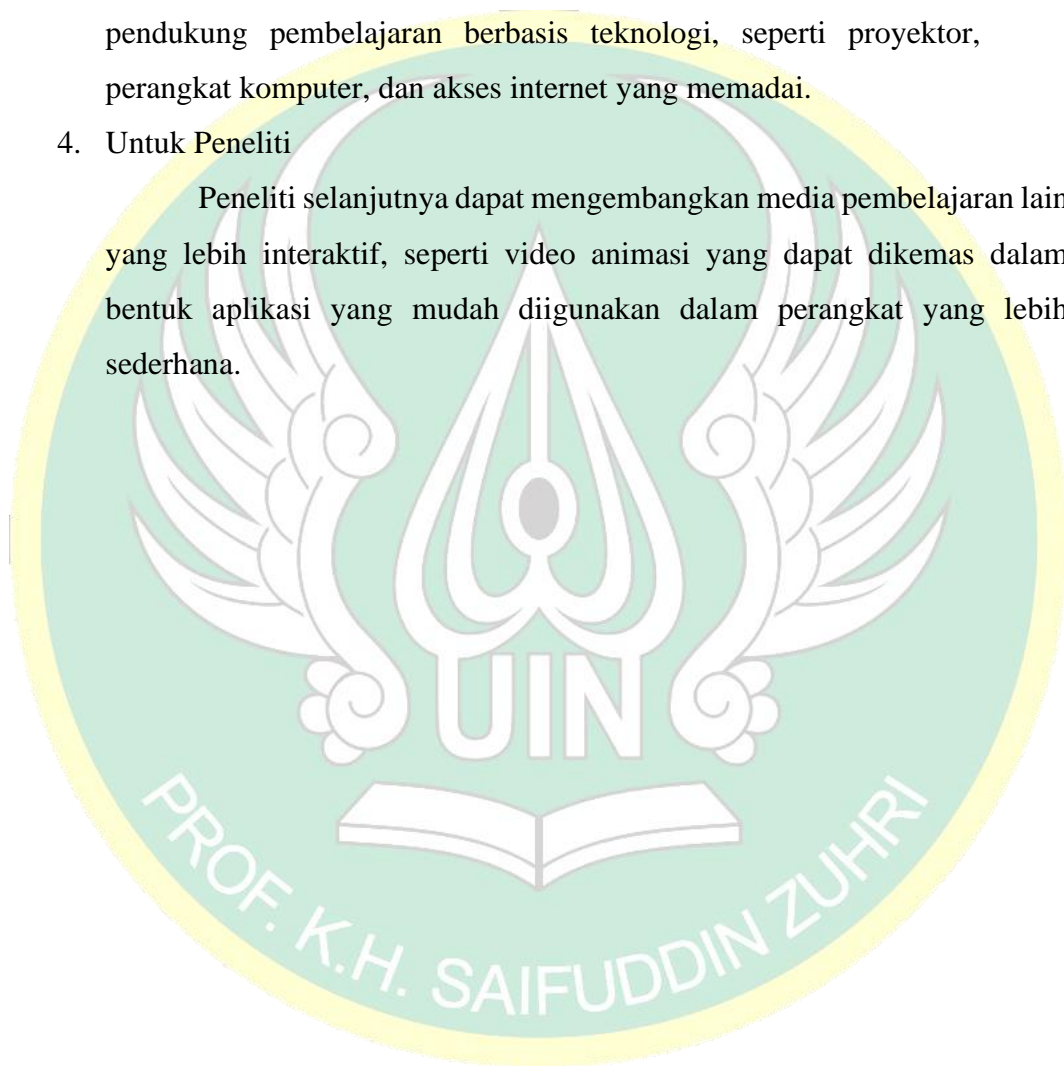 pendukung pembelajaran berbasis teknologi, seperti proyektor,
perangkat komputer, dan akses internet yang memadai.
4. Untuk Peneliti
Peneliti selanjutnya dapat mengembangkan media pembelajaran lain
yang lebih interaktif, seperti video animasi yang dapat dikemas dalam
bentuk aplikasi yang mudah diigunakan dalam perangkat yang lebih
sederhana.
UIN
PROF. K.H. SAIFUDDIN ZUHRI